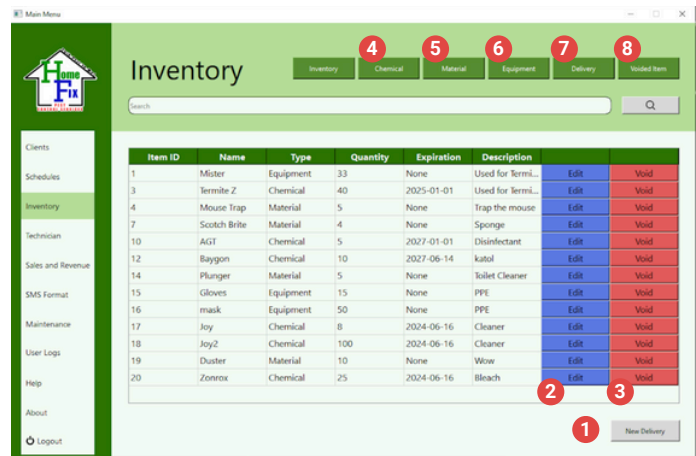 Main Menu
Home
Fix
PEST
CONTROL SERVICES
Inventory
Inventory Chemical Material Equipment Delivery Voided Item
4 5 6 7 8
Search
Clients
Schedules
Inventory
Technician
Sales and Revenue
SMS Format
Maintenance
User Logs
Help
About
Logout
Item ID Name Type Quantity Expiration Description
1 Mister Equipment 33 None Used for Termi... Edit Void
3 Termite Z Chemical 40 2025-01-01 Used for Termi... Edit Void
4 Mouse Trap Material 5 None Trap the mouse Edit Void
7 Scotch Brite Material 4 None Sponge Edit Void
10 AGT Chemical 5 2027-01-01 Disinfectant Edit Void
12 Baygon Chemical 10 2027-06-14 katol Edit Void
14 Plunger Material 5 None Toilet Cleaner Edit Void
15 Gloves Equipment 15 None PPE Edit Void
16 mask Equipment 50 None PPE Edit Void
17 Joy Chemical 8 2024-06-16 Cleaner Edit Void
18 Joy2 Chemical 100 2024-06-16 Cleaner Edit Void
19 Duster Material 10 None Wow Edit Void
20 Zonrox Chemical 25 2024-06-16 Bleach Edit Void
2 3
1 New Delivery